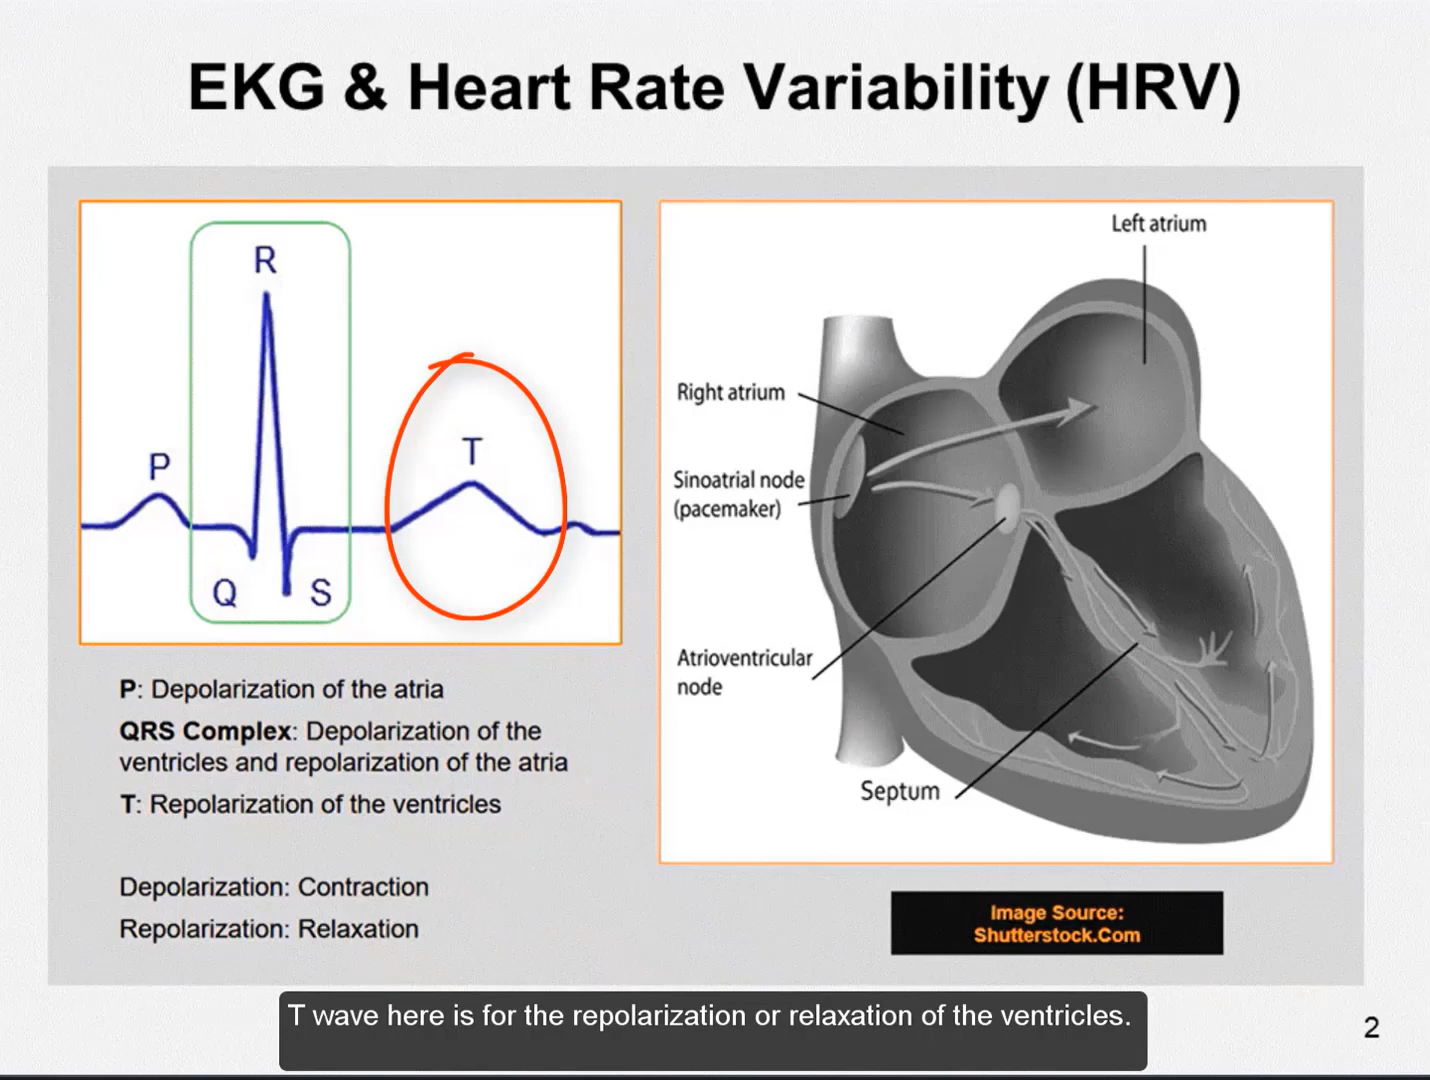 EKG & Heart Rate Variability (HRV)
R
P
T
Q
S
P: Depolarization of the atria
QRS Complex: Depolarization of the
ventricles and repolarization of the atria
T: Repolarization of the ventricles
Depolarization: Contraction
Repolarization: Relaxation
Left atrium
Right atrium
Sinoatrial node
(pacemaker)
Atrioventricular
node
Septum
Image Source:
Shutterstock.Com
T wave here is for the repolarization or relaxation of the ventricles.
2